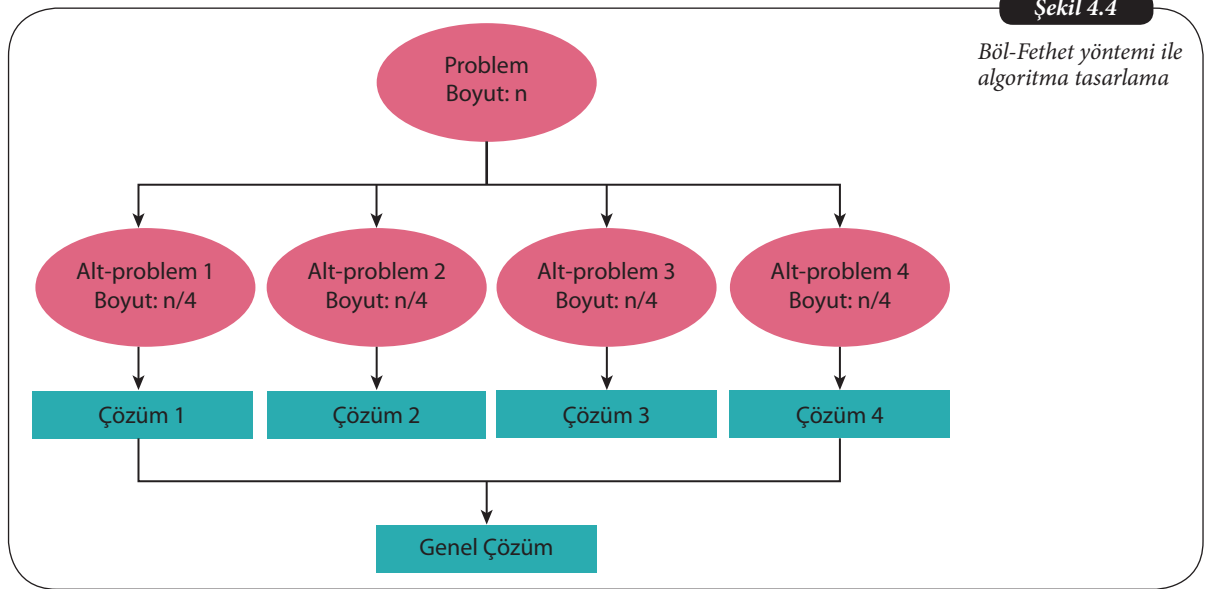 Şekil 4.4
Böl-Fethet yöntemi ile
algoritma tasarlama
Problem
Boyut: n
Alt-problem 1
Boyut: n/4
Alt-problem 2
Boyut: n/4
Alt-problem 3
Boyut: n/4
Alt-problem 4
Boyut: n/4
Çözüm 1
Çözüm 2
Çözüm 3
Çözüm 4
Genel Çözüm